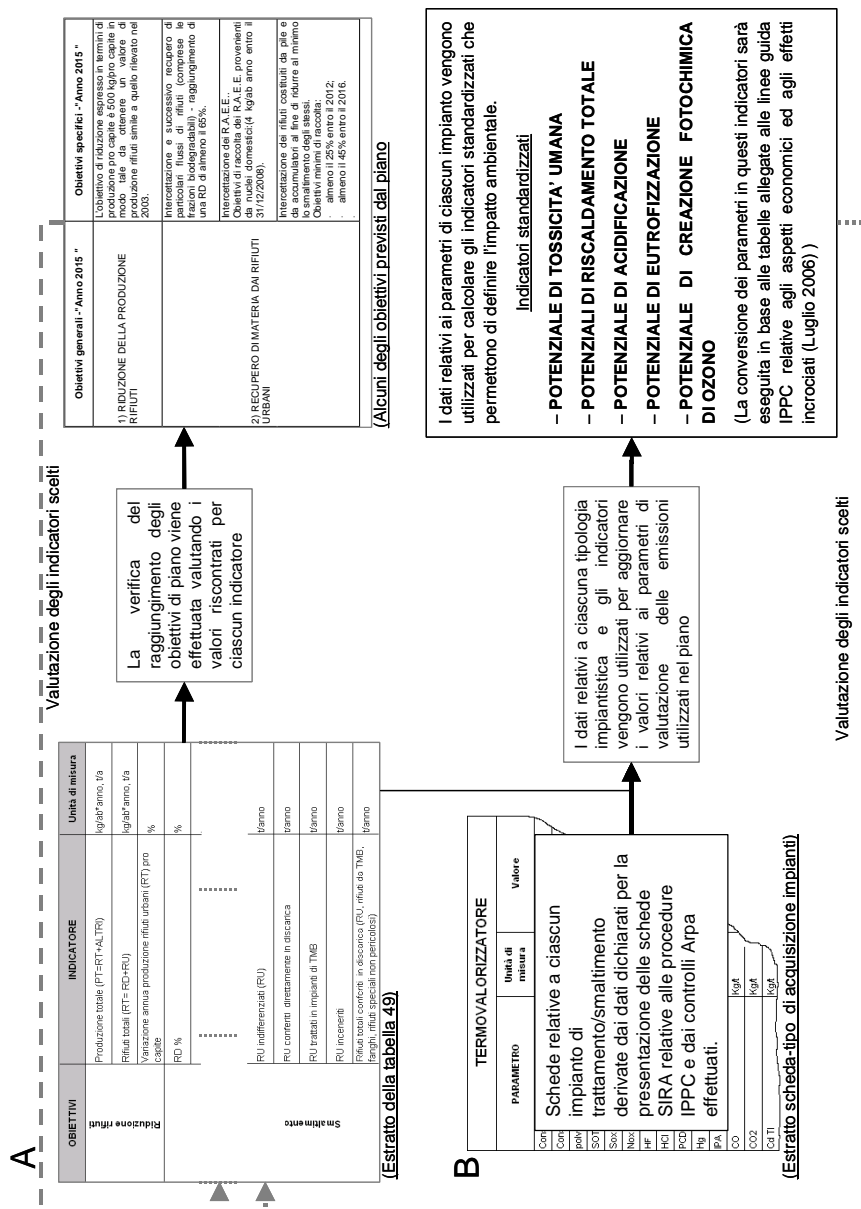 A
Valutazione degli indicatori scelti
OBIETTIVI
INDICATORE
Unità di misura
Riduzione rifiuti
Produzione totale (PT=RT+ALTRI)
kg/ab*anno, t/a
Rifiuti totali (RT= RD+RU)
kg/ab*anno, t/a
Variazione annua produzione rifiuti urbani (RT) pro
capite
%
RD %
%
Smaltimento
RU indifferenziati (RU)
t/anno
RU conferiti direttamente in discarica
t/anno
RU trattati in impianti di TMB
t/anno
RU inceneriti
t/anno
Rifiuti totali conferiti in discarica (RU, rifiuti da TMB,
fanghi, rifiuti speciali non pericolosi)
t/anno
(Estratto della tabella 49)
La verifica del
raggiungimento degli
obiettivi di piano viene
effettuata valutando i
valori riscontrati per
ciascun indicatore
Obiettivi generali -"Anno 2015 "
Obiettivi specifici -"Anno 2015 "
1) RIDUZIONE DELLA PRODUZIONE
RIFIUTI
L'obiettivo di riduzione espresso in termini di
produzione pro capite è 500 kg/pro capite in
modo tale da ottenere un valore di
produzione rifiuti simile a quello rilevato nel
2003.
2) RECUPERO DI MATERIA DAI RIFIUTI
URBANI
Intercettazione e successivo recupero di
particolari flussi di rifiuti (comprese le
frazioni biodegradabili) - raggiungimento di
una RD di almeno il 65%.
Intercettazione dei R.A.E.E..
Obiettivi di raccolta dei R.A.E.E. provenienti
da nuclei domestici:(4 kg/ab anno entro il
31/12/2008).
Intercettazione dei rifiuti costituiti da pile e
da accumulatori al fine di ridurre al minimo
lo smaltimento degli stessi.
Obiettivi minimi di raccolta:
. almeno il 25% entro il 2012;
. almeno il 45% entro il 2016.
(Alcuni degli obiettivi previsti dal piano
B
TERMOVALORIZZATORE
PARAMETRO
Unità di
misura
Valore
Con
Con
polv
SOT
Sox
Nox
HF
HCl
PCD
Hg
IPA
CO
Kg/t
CO2
Kg/t
Cd Tl
Kg/t
Schede relative a ciascun
impianto di
trattamento/smaltimento
derivate dai dati dichiarati per la
presentazione delle schede
SIRA relative alle procedure
IPPC e dai controlli Arpa
effettuati.
(Estratto scheda-tipo di acquisizione impianti)
I dati relativi a ciascuna tipologia
impiantistica e gli indicatori
vengono utilizzati per aggiornare
i valori relativi ai parametri di
valutazione delle emissioni
utilizzati nel piano
I dati relativi ai parametri di ciascun impianto vengono
utilizzati per calcolare gli indicatori standardizzati che
permettono di definire l'impatto ambientale.
Indicatori standardizzati
– POTENZIALE DI TOSSICITA' UMANA
– POTENZIALI DI RISCALDAMENTO TOTALE
– POTENZIALE DI ACIDIFICAZIONE
– POTENZIALE DI EUTROFIZZAZIONE
– POTENZIALE DI CREAZIONE FOTOCHIMICA
DI OZONO
(La conversione dei parametri in questi indicatori sarà
eseguita in base alle tabelle allegate alle linee guida
IPPC relative agli aspetti economici ed agli effetti
incrociati (Luglio 2006) )
Valutazione degli indicatori scelti